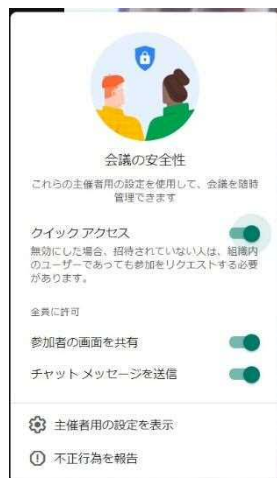 会議の安全性
これらの主催者用の設定を使用して、会議を随時
管理できます
クイック アクセス
無効にした場合、招待されていない人は、組織内
のユーザーであっても参加をリクエストする必要
があります。
全員に許可
参加者の画面を共有
チャット メッセージを送信
主催者用の設定を表示
不正行為を報告